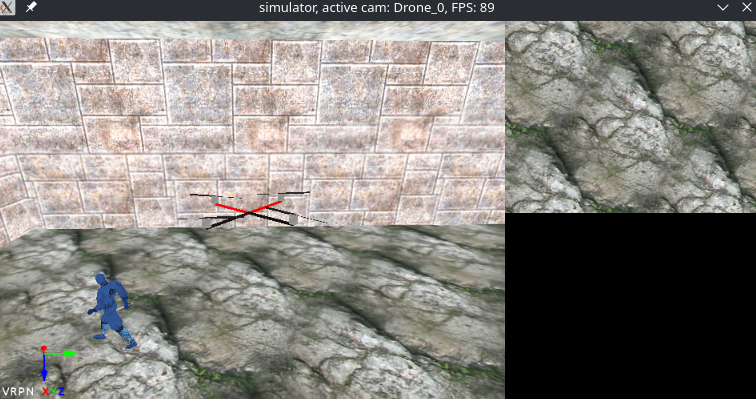 simulator, active cam: Drone_0, FPS: 89
VRPN X Z